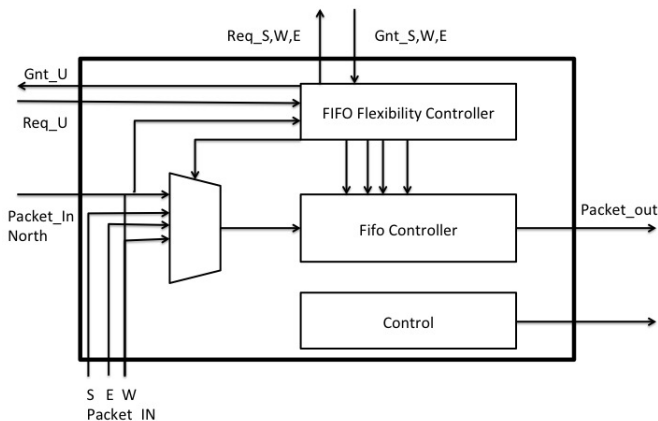 Req_S,W,E
Gnt_S,W,E
Gnt_U
Req_U
FIFO Flexibility Controller
Packet_In
North
Fifo Controller
Packet_out
Control
S E W
Packet IN